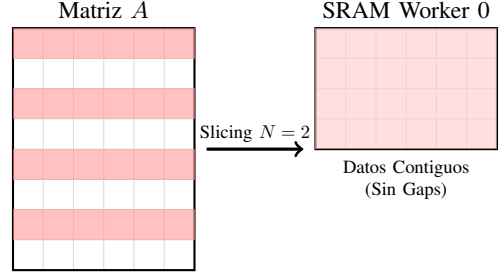 Matriz A
SRAM Worker 0
Slicing N = 2
Datos Contiguos
(Sin Gaps)